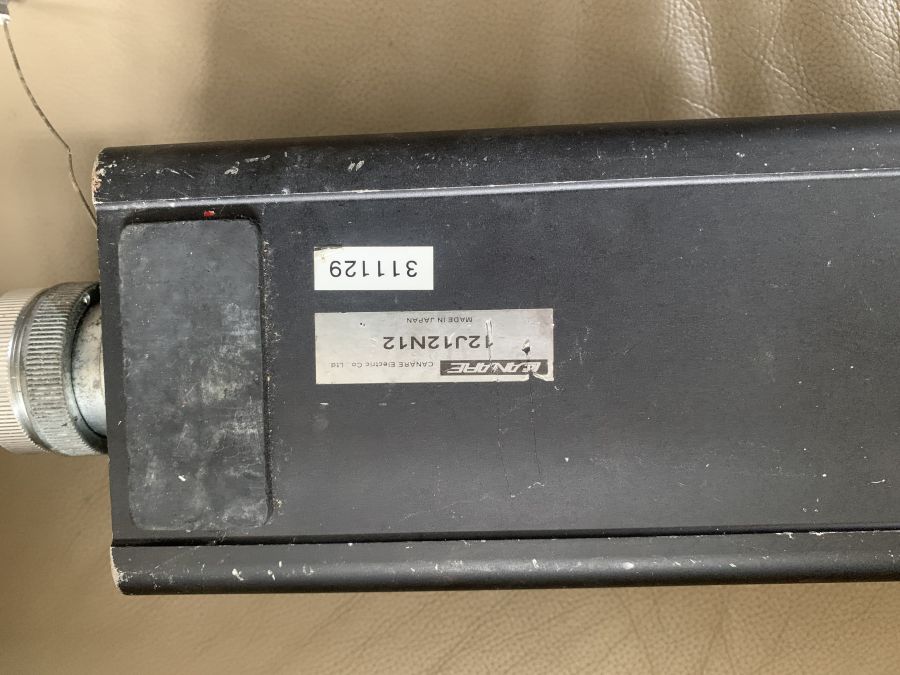 CANARE CANARE Electric Co., Ltd.
12J12N12
MADE IN JAPAN
311129